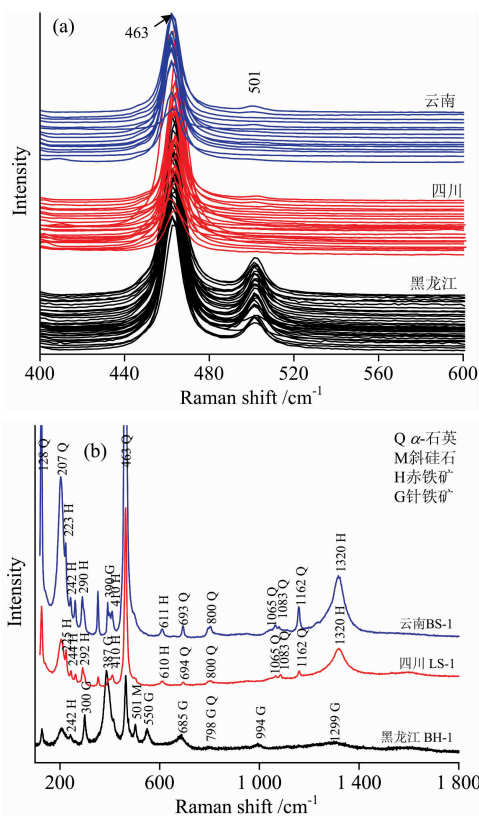 (a)
463
501
云南
四川
黑龙江
Intensity
400
440
480
520
560
600
Raman shift /cm-1
(b)
Q α-石英
M斜硅石
H赤铁矿
G针铁矿
128 Q
207 Q
223 H
242 H
290 H
390 G
410 H
463 Q
611 H
693 Q
800 Q
1065 Q
1083 Q
1162 Q
1320 H
云南BS-1
225 H
244 H
292 H
410 H
610 H
694 Q
800 Q
1065 Q
1083 Q
1162 Q
1320 H
四川 LS-1
242 H
300 G
387 G
501 M
550 G
685 G
798 G Q
994 G
1299 G
黑龙江 BH-1
Intensity
200
600
1 000
1 400
1 800
Raman shift /cm-1